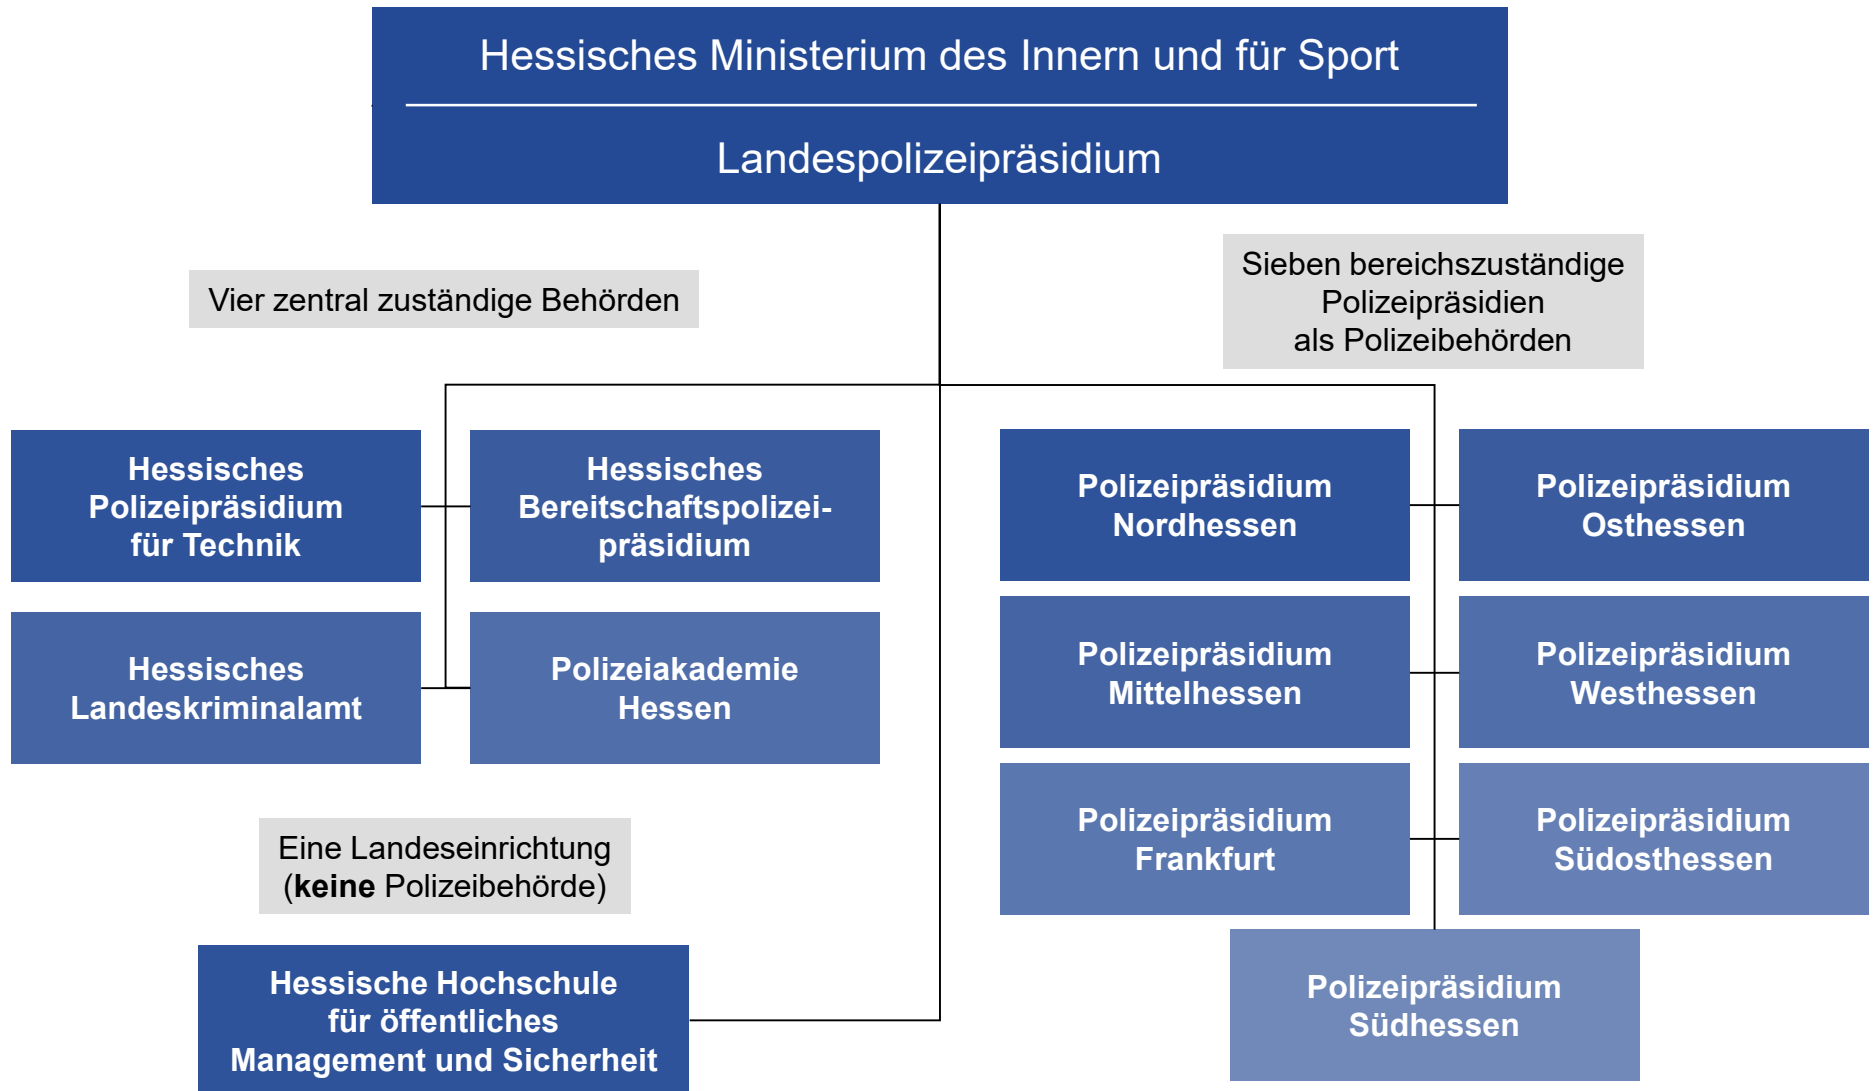 Hessisches Ministerium des Innern und für Sport
Landespolizeipräsidium
Vier zentral zuständige Behörden
Sieben bereichszuständige
Polizeipräsidien
als Polizeibehörden
Hessisches
Polizeipräsidium
für Technik
Hessisches
Bereitschaftspolizei-
präsidium
Hessisches
Landeskriminalamt
Polizeiakademie
Hessen
Polizeipräsidium
Nordhessen
Polizeipräsidium
Osthessen
Polizeipräsidium
Mittelhessen
Polizeipräsidium
Westhessen
Polizeipräsidium
Frankfurt
Polizeipräsidium
Südosthessen
Polizeipräsidium
Südhessen
Eine Landeseinrichtung
(keine Polizeibehörde)
Hessische Hochschule
für öffentliches
Management und Sicherheit